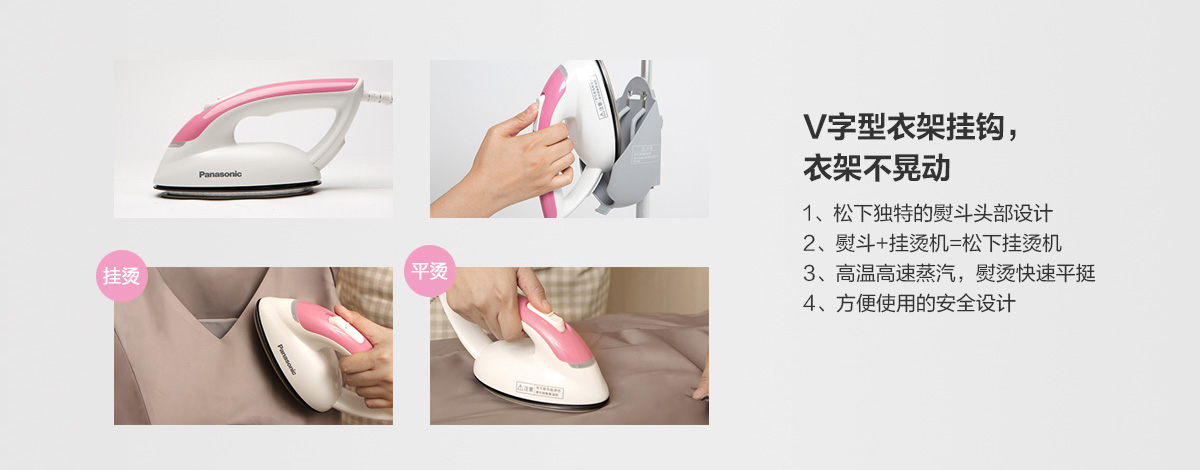 Panasonic
挂烫
平烫
Panasonic
注意
V字型衣架挂钩，
衣架不晃动
1、松下独特的熨斗头部设计
2、熨斗+挂烫机=松下挂烫机
3、高温高速蒸汽，熨烫快速平挺
4、方便使用的安全设计